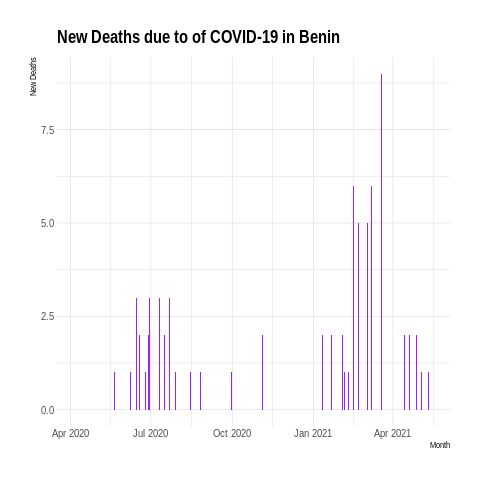 New Deaths due to of COVID-19 in Benin
New Deaths
7.5
5.0
2.5
0.0
Apr 2020 Jul 2020 Oct 2020 Jan 2021 Apr 2021
Month